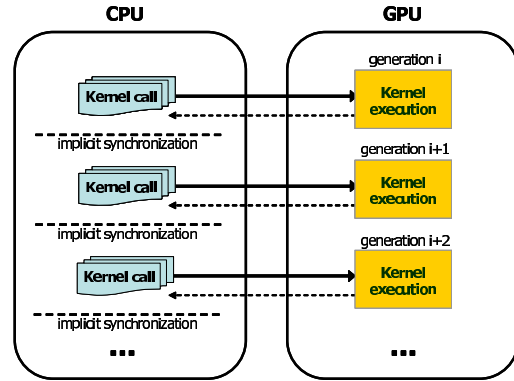 CPU
GPU
generation i
Kernel call
Kernel
execution
implicit synchronization
generation i+1
Kernel call
Kernel
execution
implicit synchronization
generation i+2
Kernel call
Kernel
execution
implicit synchronization
...
...